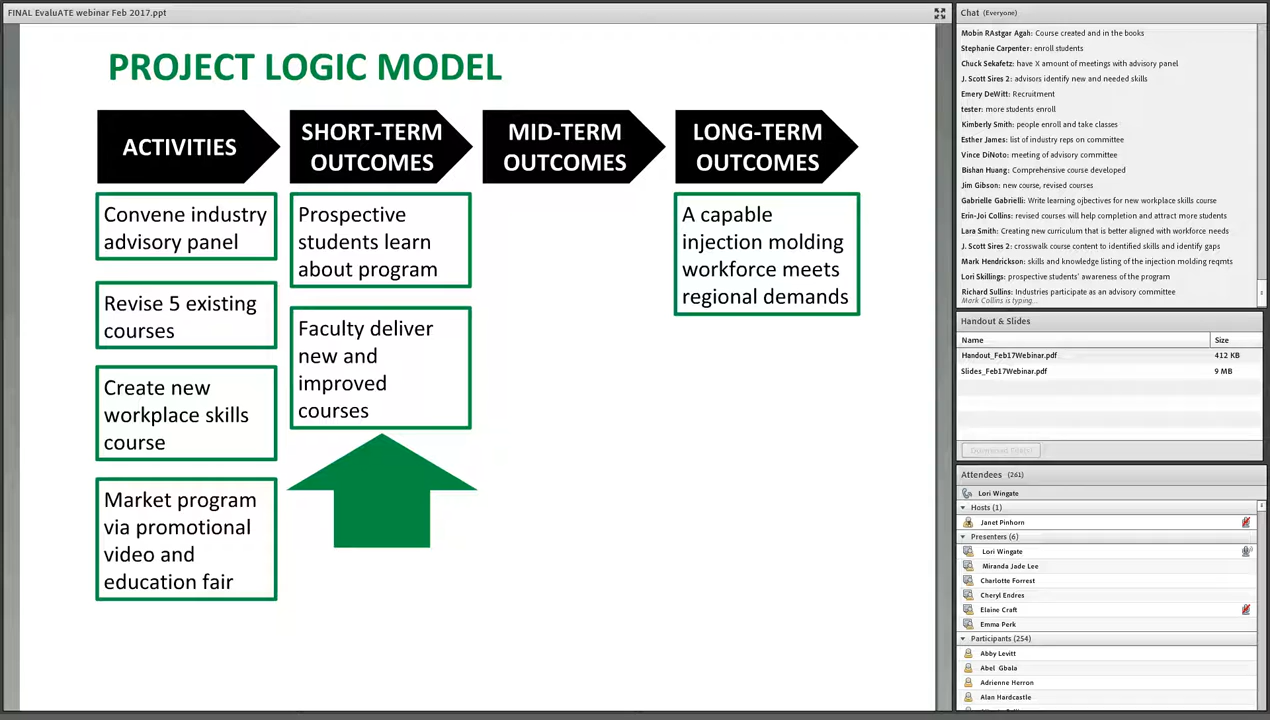 FINAL EvaluATE webinar Feb 2017.ppt
PROJECT LOGIC MODEL
ACTIVITIES
SHORT-TERM
OUTCOMES
MID-TERM
OUTCOMES
LONG-TERM
OUTCOMES
Convene industry
advisory panel
Revise 5 existing
courses
Create new
workplace skills
course
Market program
via promotional
video and
education fair
Prospective
students learn
about program
Faculty deliver
new and
improved
courses
A capable
injection molding
workforce meets
regional demands
Chat (Everyone)
Mobin RAstgar Agah: Course created and in the books
Stephanie Carpenter: enroll students
Chuck Sekafetz: have X amount of meetings with advisory panel
J. Scott Sires 2: advisors identify new and needed skills
Emery DeWitt: Recruitment
tester: more students enroll
Kimberly Smith: people enroll and take classes
Esther James: list of industry reps on committee
Vince DiNoto: meeting of advisory committee
Bishan Huang: Comprehensive course developed
Jim Gibson: new course, revised courses
Gabrielle Gabrielli: Write learning ojbectives for new workplace skills course
Erin-Joi Collins: revised courses will help completion and attract more students
Lara Smith: Creating new curriculum that is better aligned with workforce needs
J. Scott Sires 2: crosswalk course content to identified skills and identify gaps
Mark Hendrickson: skills and knowledge listing of the injection molding reqmts
Lori Skillings: prospective students' awareness of the program
Richard Sullins: Industries participate as an advisory committee
Mark Collins is typing...
Handout & Slides
Name Size
Handout_Feb17Webinar.pdf 412 KB
Slides_Feb17Webinar.pdf 9 MB
Download File(s)
Attendees (261)
Lori Wingate
Hosts (1)
Janet Pinhorn
Presenters (6)
Lori Wingate
Miranda Jade Lee
Charlotte Forrest
Cheryl Endres
Elaine Craft
Emma Perk
Participants (254)
Abby Levitt
Abel Gbala
Adrienne Herron
Alan Hardcastle